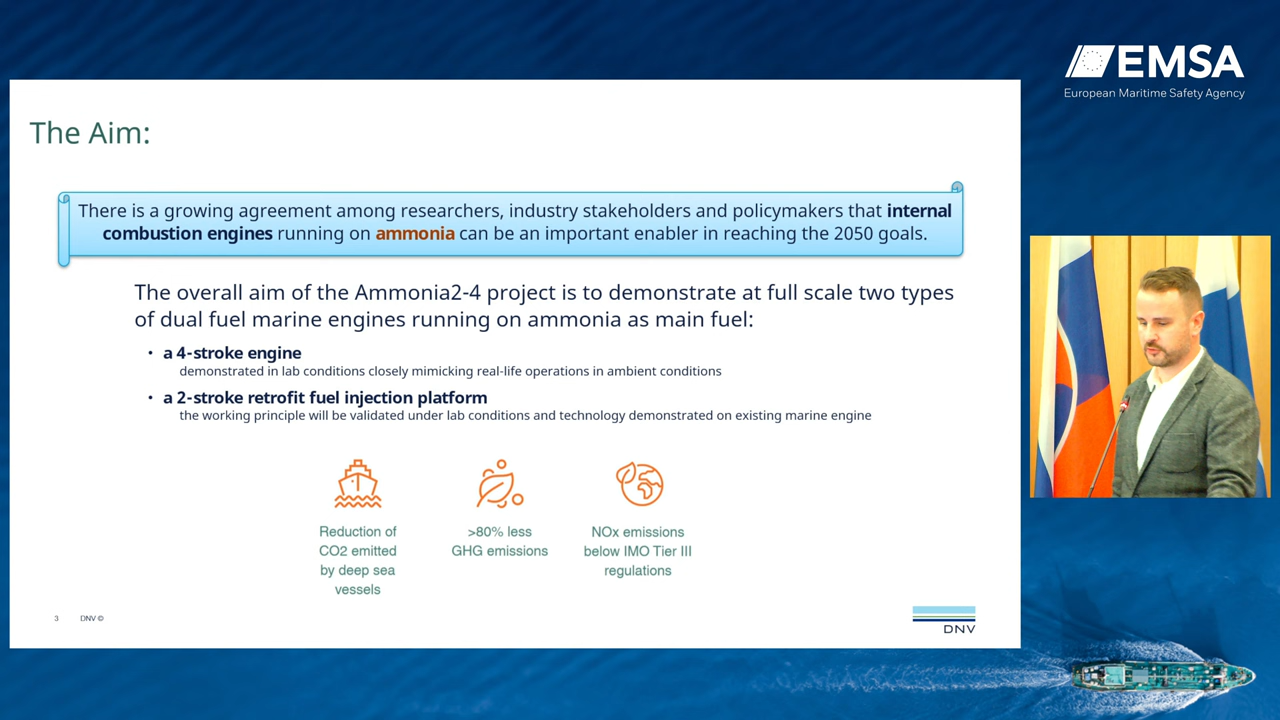 EMSA
European Maritime Safety Agency
The Aim:
There is a growing agreement among researchers, industry stakeholders and policymakers that internal
combustion engines running on ammonia can be an important enabler in reaching the 2050 goals.
The overall aim of the Ammonia2-4 project is to demonstrate at full scale two types
of dual fuel marine engines running on ammonia as main fuel:
• a 4-stroke engine
demonstrated in lab conditions closely mimicking real-life operations in ambient conditions
• a 2-stroke retrofit fuel injection platform
the working principle will be validated under lab conditions and technology demonstrated on existing marine engine
Reduction of
CO2 emitted
by deep sea
vessels
>80% less
GHG emissions
NOx emissions
below IMO Tier III
regulations
3 DNV ©
DNV